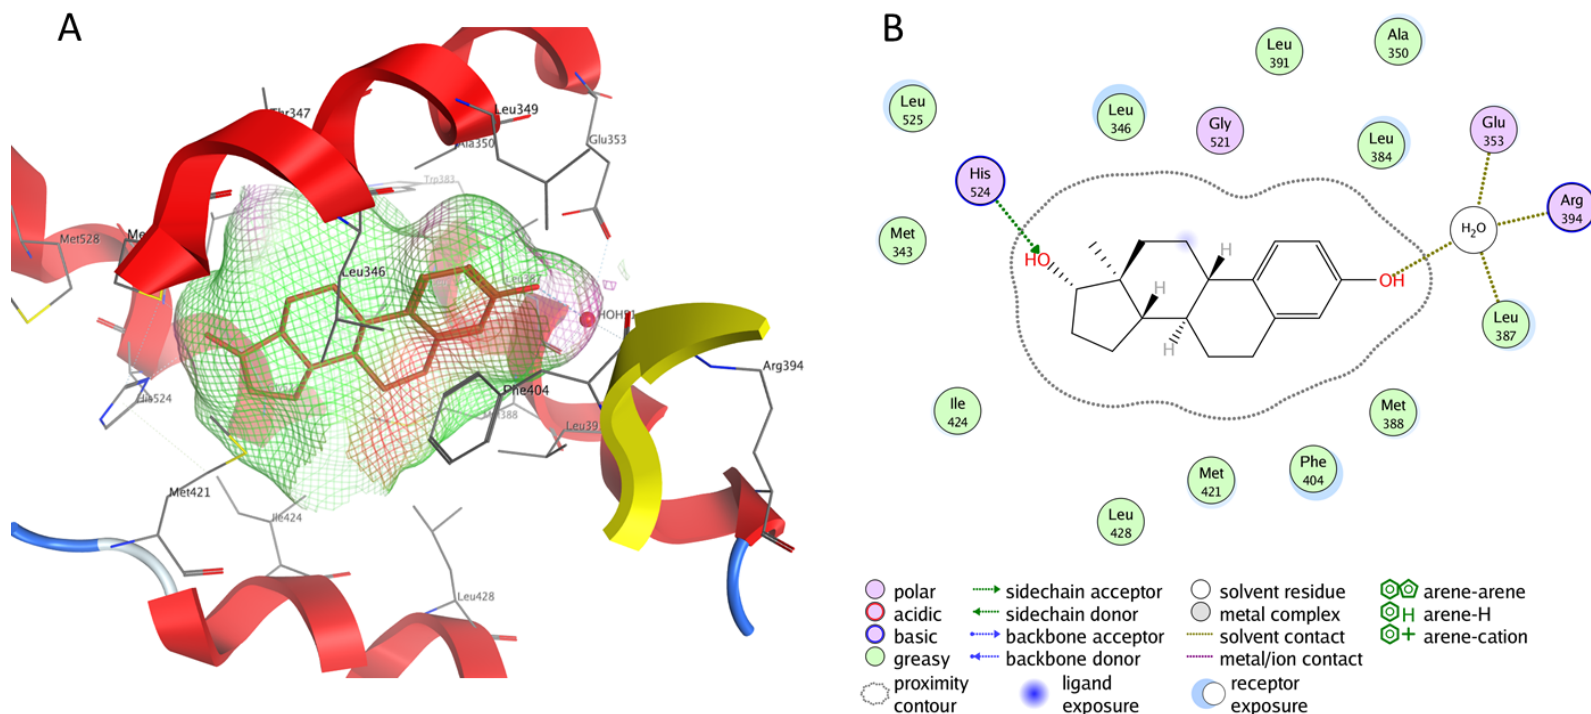 A
Thr347
Leu349
Ala350
Glu353
Trp383
Met528
Leu346
Leu387
HOH51
Arg394
Phe404
His524
Met421
Ile424
Leu428
B
Leu
391
Ala
350
Leu
525
Leu
346
Gly
521
Leu
384
Glu
353
His
524
Arg
394
H₂O
Met
343
HO
H
H
H
OH
Leu
387
Ile
424
Met
388
Phe
404
Met
421
Leu
428
polar
acidic
basic
greasy
proximity
contour
sidechain acceptor
sidechain donor
backbone acceptor
backbone donor
ligand
exposure
solvent residue
metal complex
solvent contact
metal/ion contact
receptor
exposure
arene-arene
H arene-H
+ arene-cation